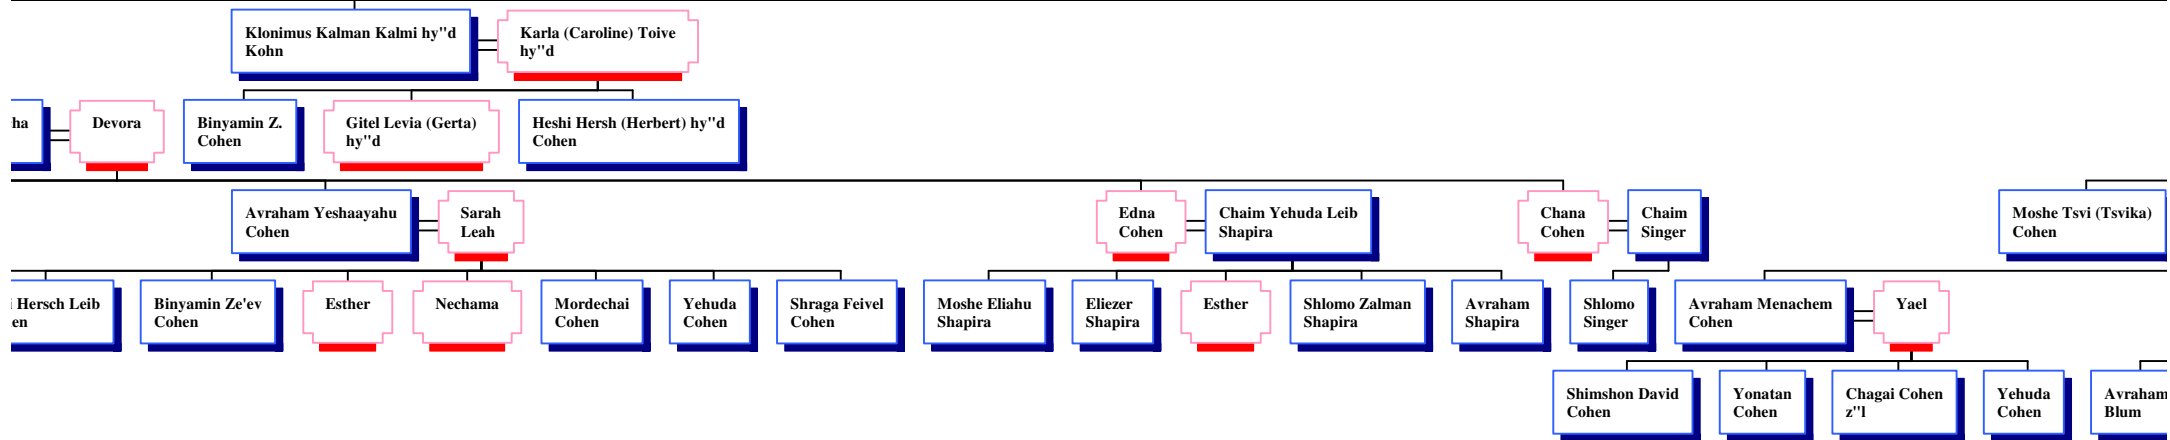 Klonimus Kalman Kalmi hy"d
Kohn
Karla (Caroline) Toive
hy"d
Devora
Binyamin Z.
Cohen
Gitel Levia (Gerta)
hy"d
Heshi Hersh (Herbert) hy"d
Cohen
Avraham Yeshaayahu
Cohen
Sarah
Leah
Edna
Cohen
Chaim Yehuda Leib
Shapira
Chana
Cohen
Chaim
Singer
Moshe Tsvi (Tsvika)
Cohen
Hersch Leib
Binyamin Ze'ev
Cohen
Esther
Nechama
Mordechai
Cohen
Yehuda
Cohen
Shraga Feivel
Cohen
Moshe Eliahu
Shapira
Eliezer
Shapira
Esther
Shlomo Zalman
Shapira
Avraham
Shapira
Shlomo
Singer
Avraham Menachem
Cohen
Yael
Shimshon David
Cohen
Yonatan
Cohen
Chagai Cohen
z"l
Yehuda
Cohen
Avraham
Blum